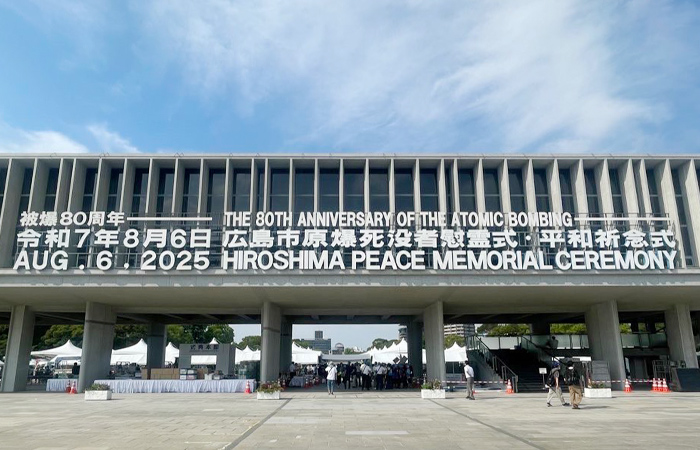 被爆80周年 THE 80TH ANNIVERSARY OF THE ATOMIC BOMBING
令和7年8月6日 広島市原爆死没者慰霊式・平和祈念式
AUG.6.2025 HIROSHIMA PEACE MEMORIAL CEREMONY